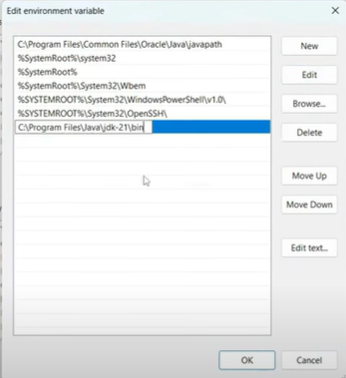 Edit environment variable
C:\Program Files\Common Files\Oracle\Java\javapath
%SystemRoot%\system32
%SystemRoot%
%SystemRoot%\System32\Wbem
%SYSTEMROOT%\System32\WindowsPowerShell\v1.0\
%SYSTEMROOT%\System32\OpenSSH\
C:\Program Files\Java\jdk-21\bin
New
Edit
Browse...
Delete
Move Up
Move Down
Edit text...
OK
Cancel